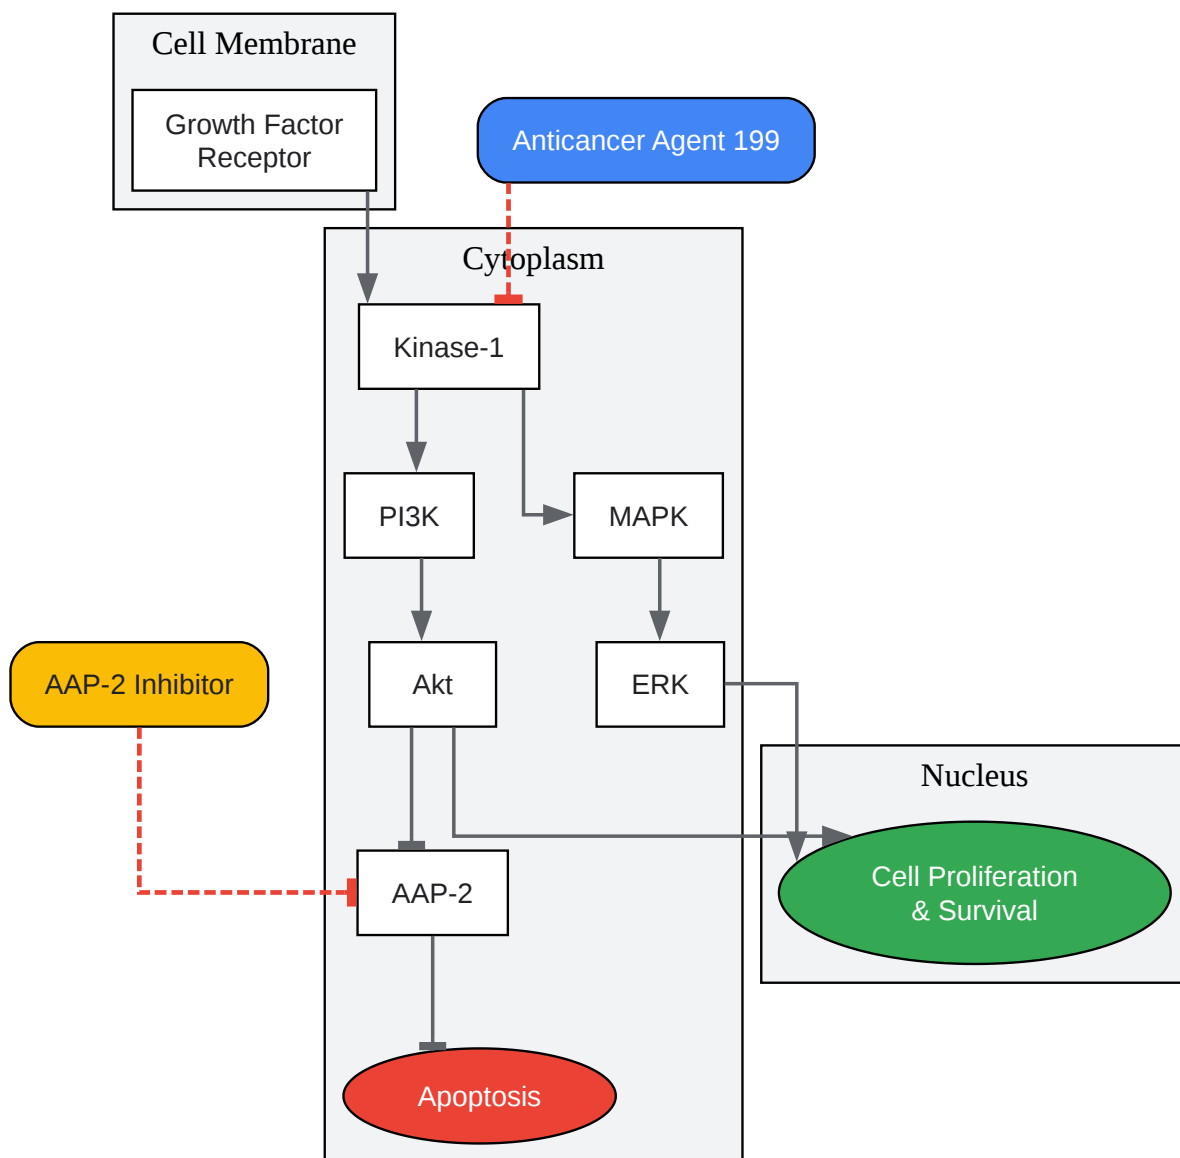 Cell Membrane
Growth Factor
Receptor
Anticancer Agent 199
Cytoplasm
Kinase-1
PI3K
MAPK
AAP-2 Inhibitor
Akt
ERK
Nucleus
AAP-2
Cell Proliferation
& Survival
Apoptosis